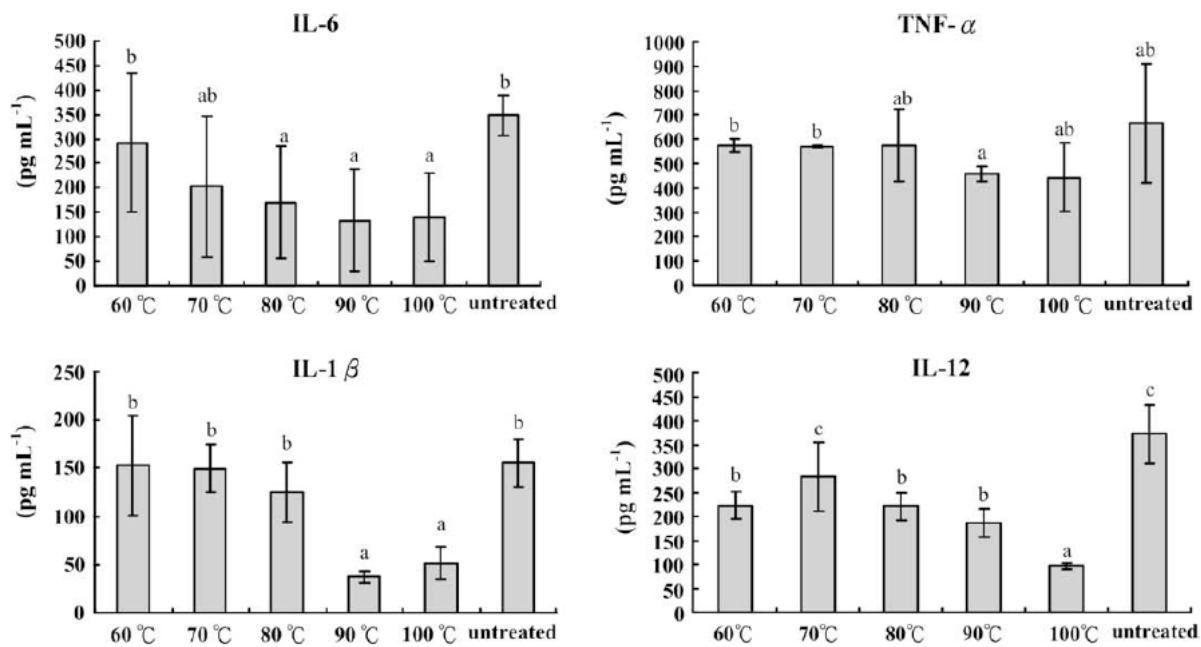 IL-6
(pg mL⁻¹)
500
450
400
350
300
250
200
150
100
50
0
b
ab
a
a
a
b
60℃
70℃
80℃
90℃
100℃
untreated
TNF-α
(pg mL⁻¹)
1000
900
800
700
600
500
400
300
200
100
0
b
b
ab
a
ab
ab
60℃
70℃
80℃
90℃
100℃
untreated
IL-1 β
(pg mL⁻¹)
250
200
150
100
50
0
b
b
b
a
a
b
60℃
70℃
80℃
90℃
100℃
untreated
IL-12
(pg mL⁻¹)
500
450
400
350
300
250
200
150
100
50
0
b
c
b
b
a
c
60℃
70℃
80℃
90℃
100℃
untreated